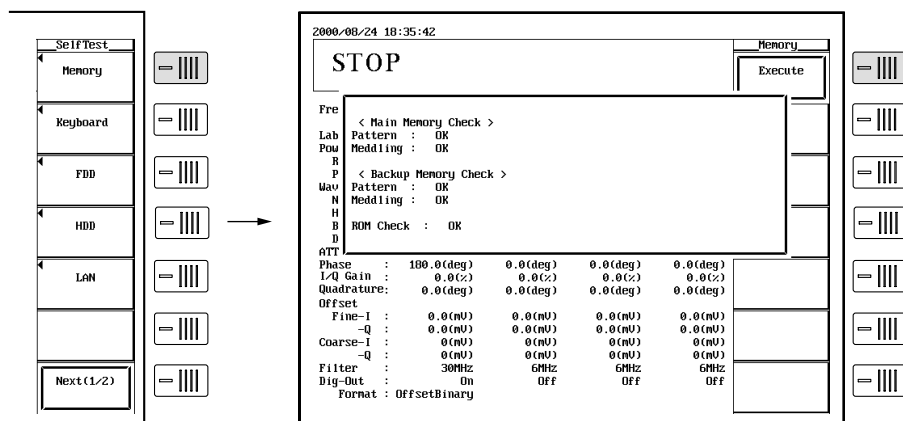 SelfTest
Memory
Keyboard
FDD
HDD
LAN
Next(1/2)
2000/08/24 18:35:42
STOP
Memory
Execute
Fre
< Main Memory Check >
Lab Pattern : OK
Pow Meddling : OK
R
P < Backup Memory Check >
Wav Pattern : OK
N Meddling : OK
H
B ROM Check : OK
D
ATT
Phase : 180.0(deg) 0.0(deg) 0.0(deg) 0.0(deg)
I/Q Gain : 0.0(%) 0.0(%) 0.0(%) 0.0(%)
Quadrature: 0.0(deg) 0.0(deg) 0.0(deg) 0.0(deg)
Offset
Fine-I : 0.0(mV) 0.0(mV) 0.0(mV) 0.0(mV)
-Q : 0.0(mV) 0.0(mV) 0.0(mV) 0.0(mV)
Coarse-I : 0(mV) 0(mV) 0(mV) 0(mV)
-Q : 0(mV) 0(mV) 0(mV) 0(mV)
Filter : 30MHz 6MHz 6MHz 6MHz
Dig-Out : On Off Off Off
Format : OffsetBinary